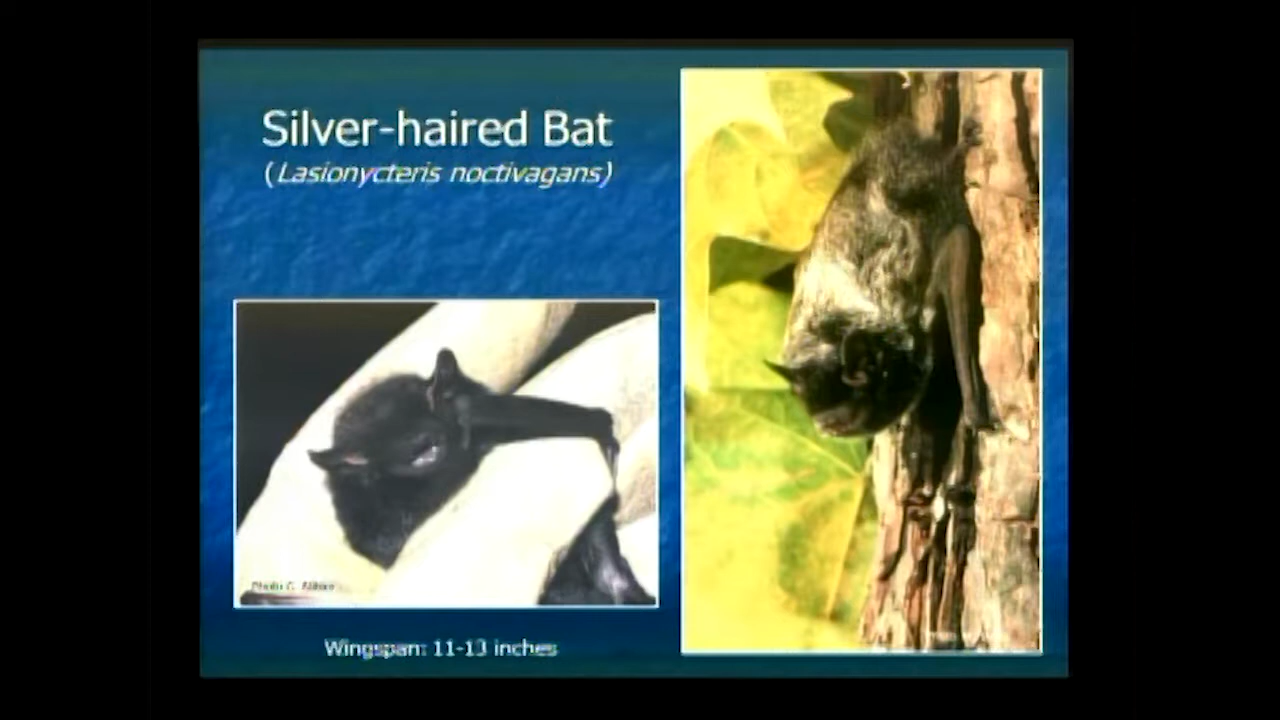 Silver-haired Bat
(Lasionycteris noctivagans)
Wingspan: 11-13 inches